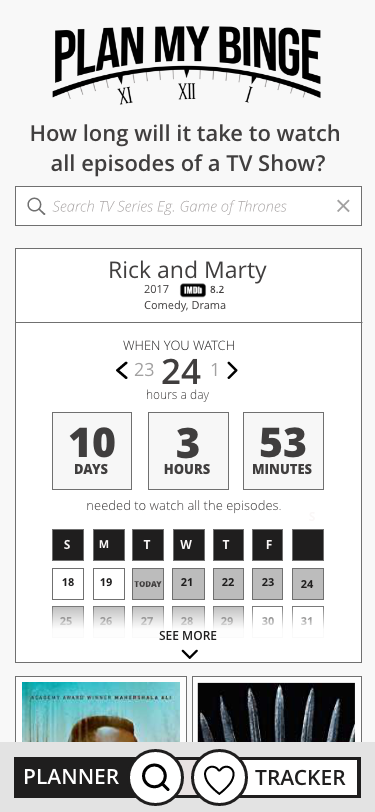 PLAN MY BINGE
XI XII I
How long will it take to watch
all episodes of a TV Show?
Search TV Series Eg. Game of Thrones
Rick and Marty
2017 IMDb 8.2
Comedy, Drama
WHEN YOU WATCH
23 24 1
hours a day
10 3 53
DAYS HOURS MINUTES
needed to watch all the episodes.
S M T W T F
18 19 TODAY 21 22 23 24
25 26 27 28 29 30 31
SEE MORE
ACADEMY AWARD WINNER MAHERSHALA ALI
PLANNER TRACKER